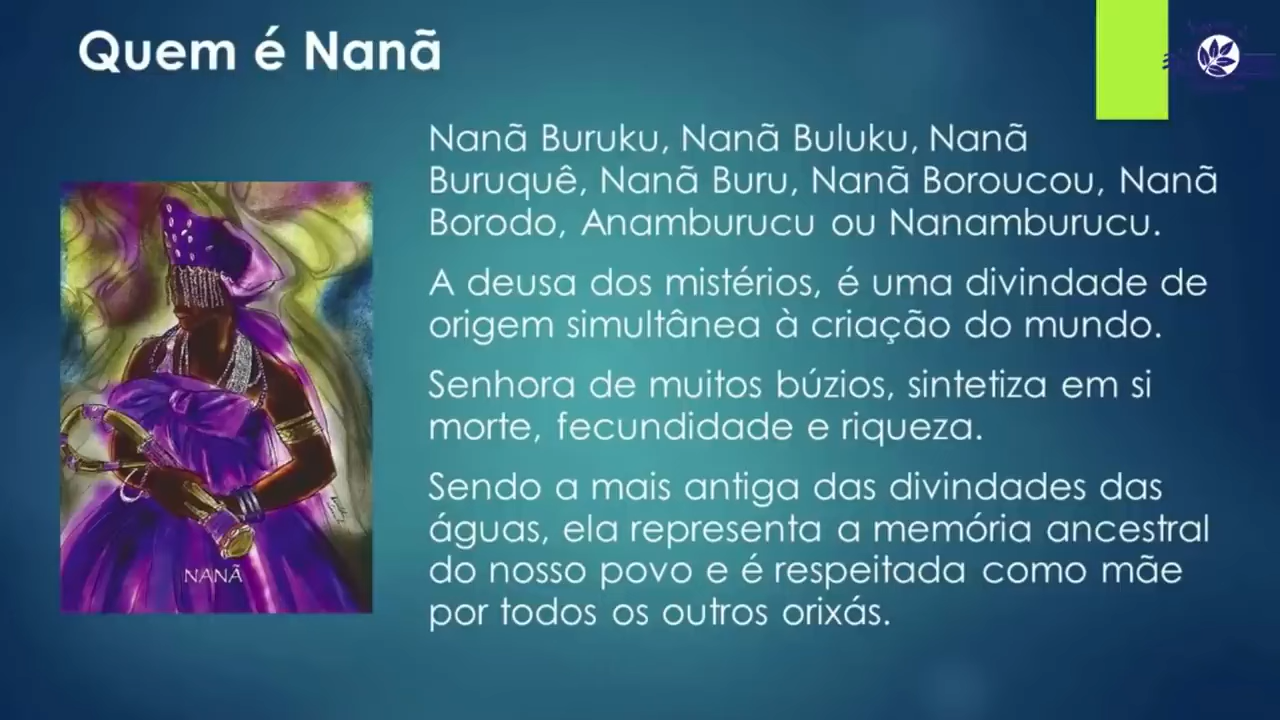 Quem é Nanã
Nanã Buruku, Nanã Buluku, Nanã
Buruquê, Nanã Buru, Nanã Boroucou, Nanã
Borodo, Anamburucu ou Nanamburucu.
A deusa dos mistérios, é uma divindade de
origem simultânea à criação do mundo.
Senhora de muitos búzios, sintetiza em si
morte, fecundidade e riqueza.
Sendo a mais antiga das divindades das
águas, ela representa a memória ancestral
do nosso povo e é respeitada como mãe
por todos os outros orixás.
NANÃ